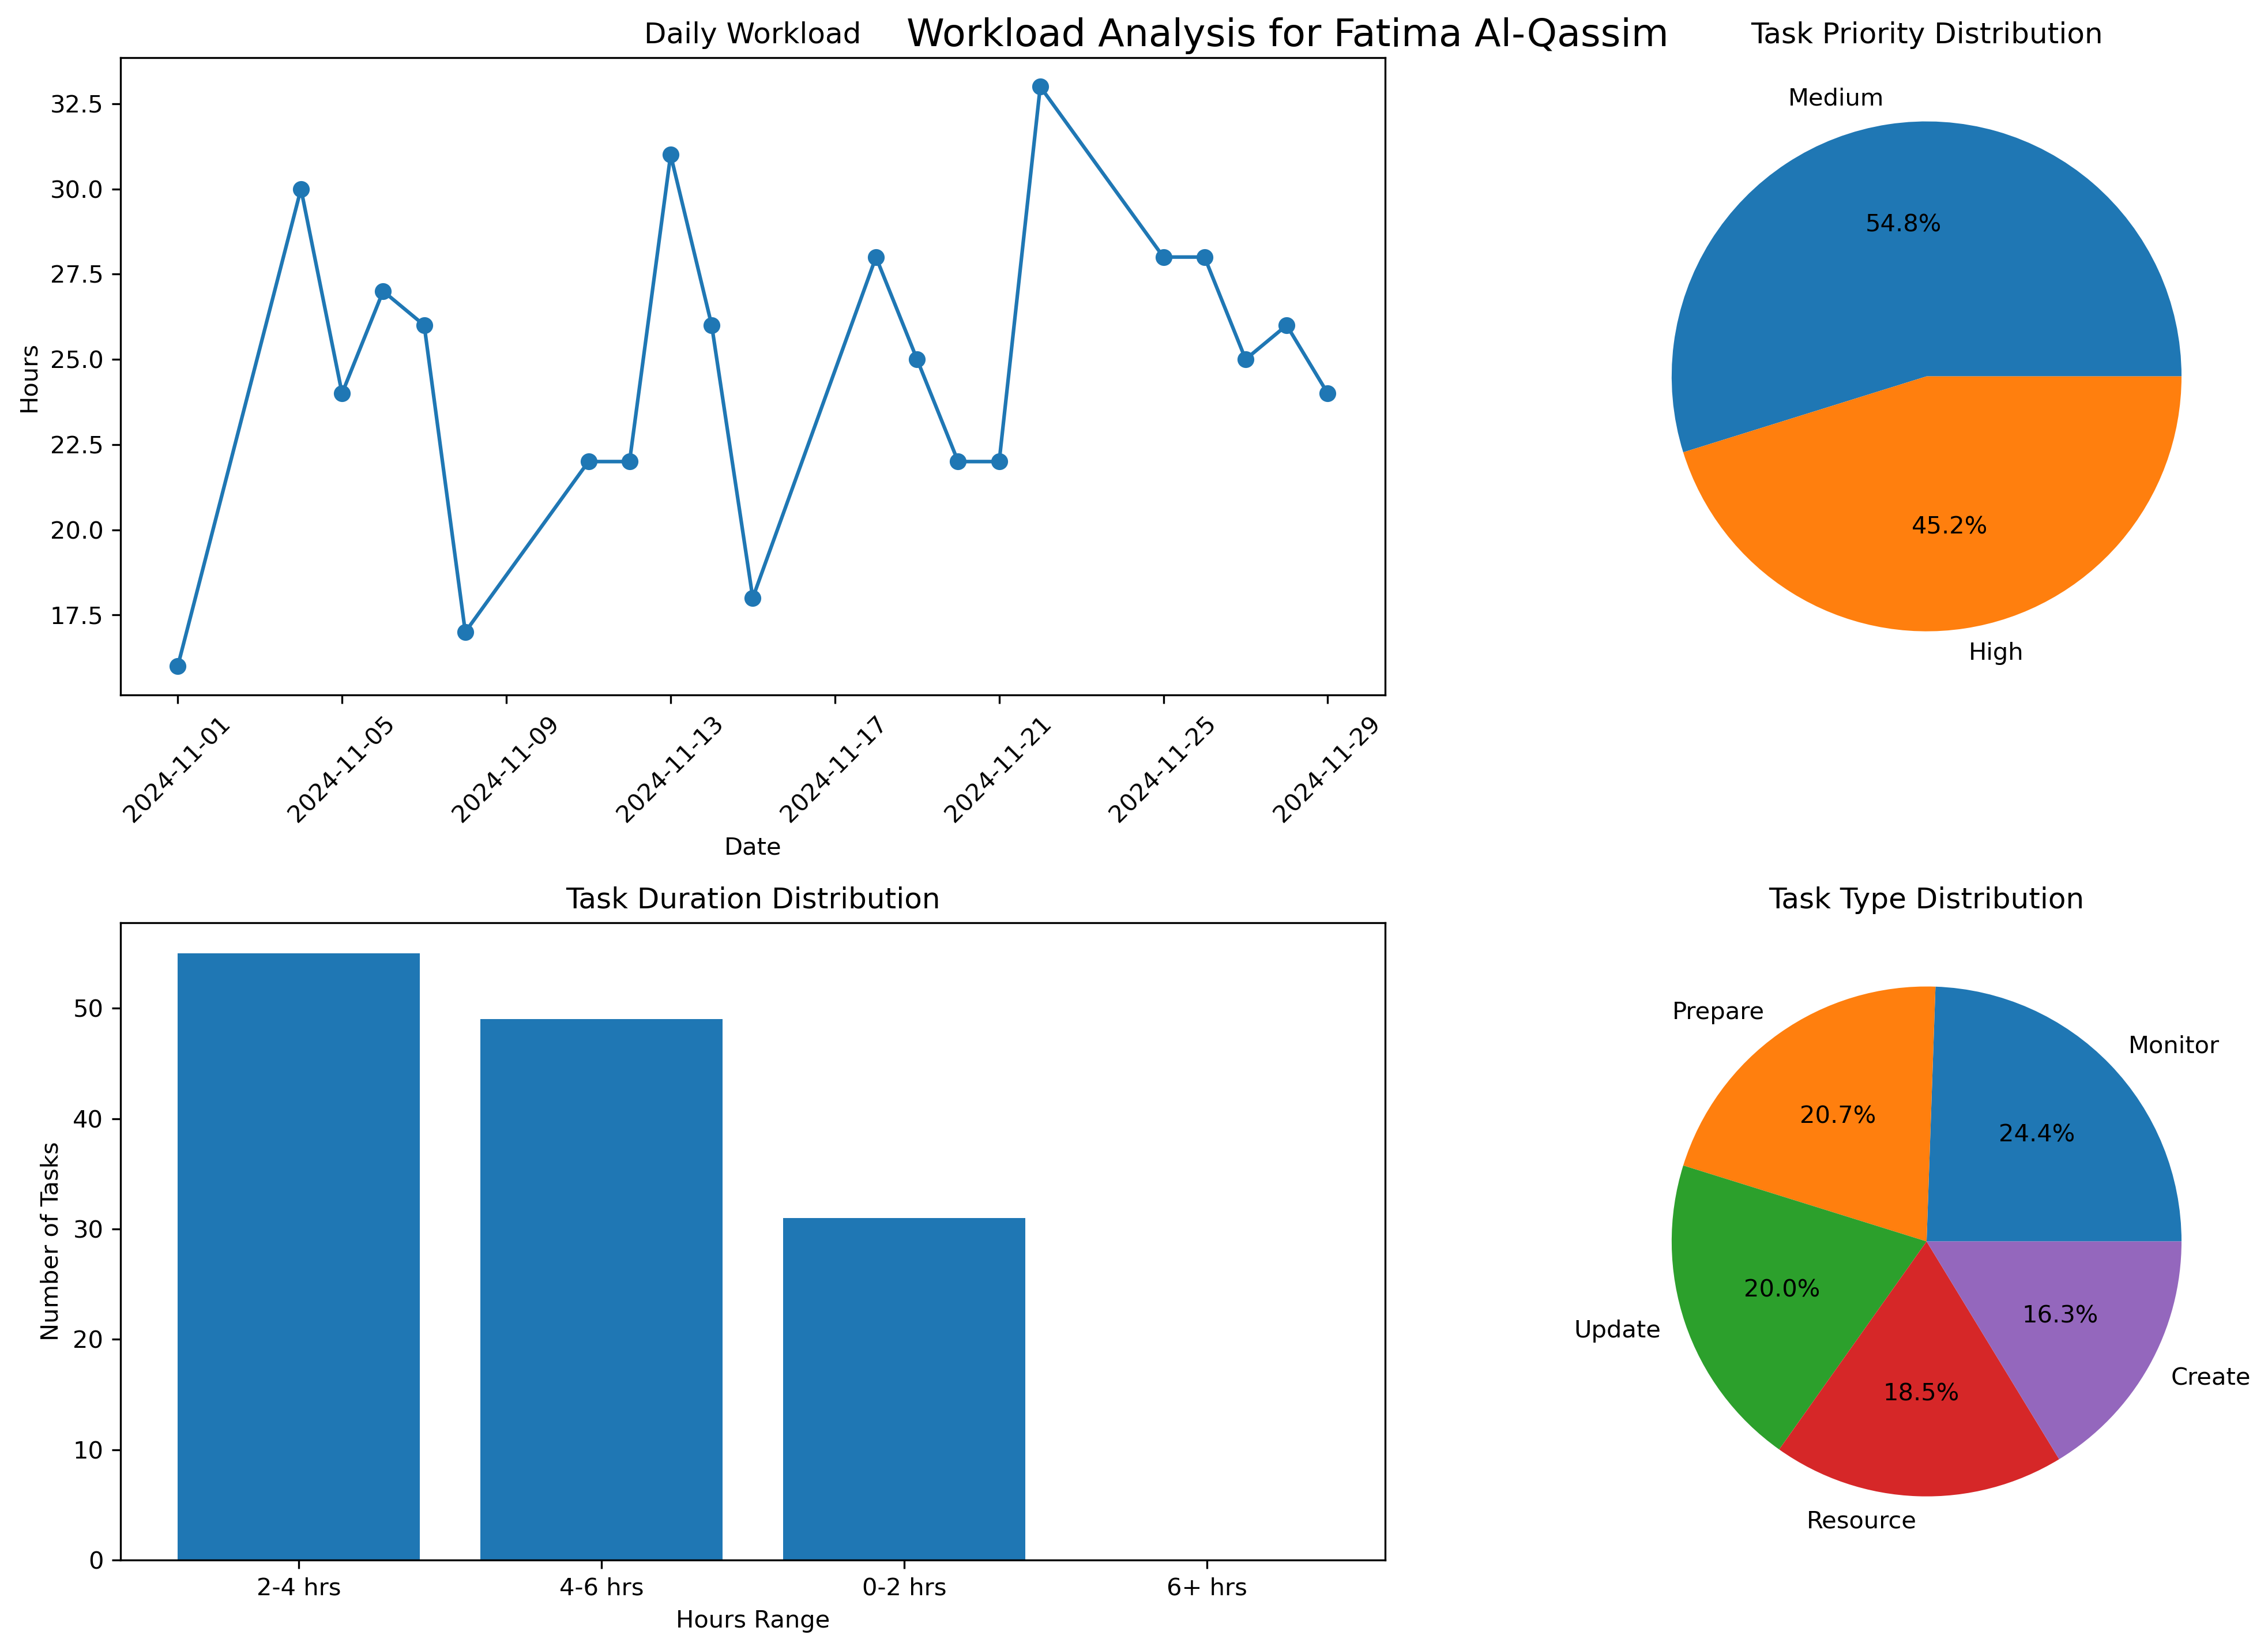 Workload Analysis for Fatima Al-Qassim
Daily Workload
Hours
32.5
30.0
27.5
25.0
22.5
20.0
17.5
2024-11-01
2024-11-05
2024-11-09
2024-11-13
2024-11-17
2024-11-21
2024-11-25
2024-11-29
Date
Task Priority Distribution
Medium
54.8%
45.2%
High
Task Duration Distribution
Number of Tasks
50
40
30
20
10
0
2-4 hrs
4-6 hrs
0-2 hrs
6+ hrs
Hours Range
Task Type Distribution
Prepare
Monitor
20.7%
24.4%
20.0%
16.3%
Update
Create
18.5%
Resource